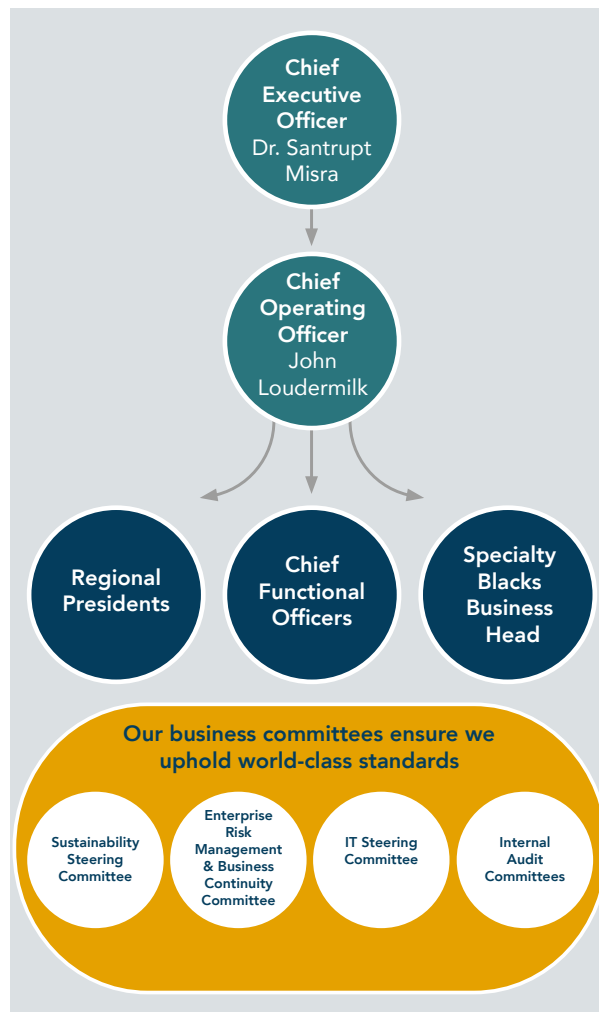 Chief
Executive
Officer
Dr. Santrupt
Misra
Chief
Operating
Officer
John
Loudermilk
Regional
Presidents
Chief
Functional
Officers
Specialty
Blacks
Business
Head
Our business committees ensure we
uphold world-class standards
Sustainability
Steering
Committee
Enterprise
Risk
Management
& Business
Continuity
Committee
IT Steering
Committee
Internal
Audit
Committees